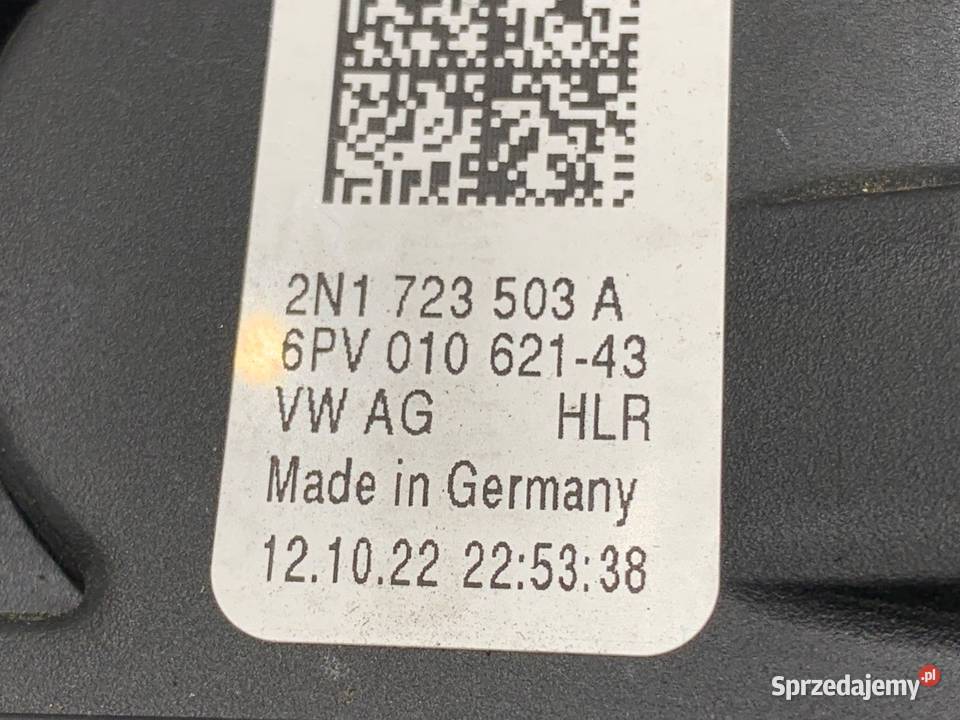 2N1 723 503 A
6PV 010 621-43
VW AG HLR
Made in Germany
12.10.22 22:53:38
Sprzedajemy.pl